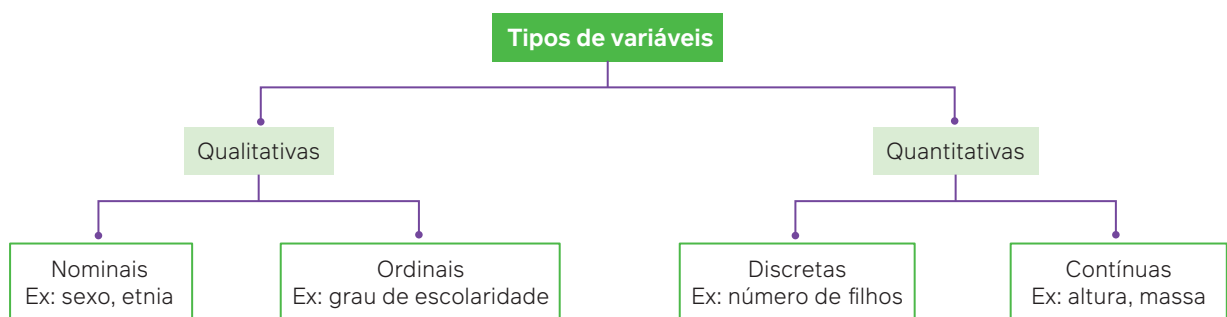 Tipos de variáveis
Qualitativas
Quantitativas
Nominais
Ex: sexo, etnia
Ordinais
Ex: grau de escolaridade
Discretas
Ex: número de filhos
Contínuas
Ex: altura, massa